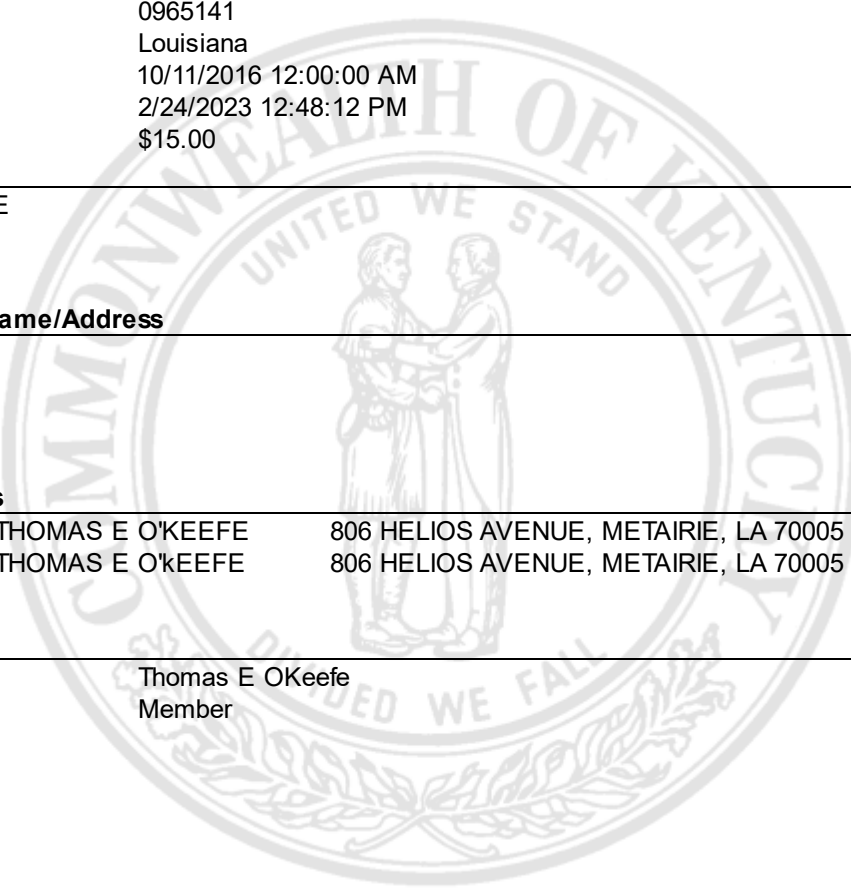 0965141
Louisiana
10/11/2016 12:00:00 AM
2/24/2023 12:48:12 PM
$15.00
E
ame/Address
s
THOMAS E O'KEEFE 806 HELIOS AVENUE, METAIRIE, LA 70005
THOMAS E O'kEEFE 806 HELIOS AVENUE, METAIRIE, LA 70005
Thomas E OKeefe
Member
COMMONWEALTH OF KENTUCKY
UNITED WE STAND
DIVIDED WE FALL